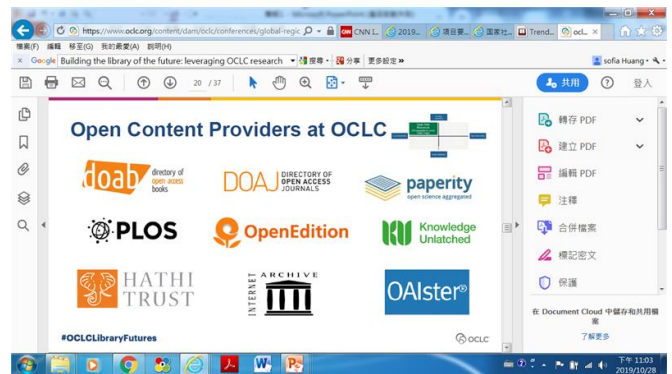 https://www.oclc.org/content/dam/oclc/conferences/global-regic
CNN I...
2019...
項目要...
國家社...
Trend...
ocl...
檔案(F) 編輯 移至(G) 我的最愛(A) 說明(H)
Google Building the library of the future: leveraging OCLC research 搜尋 分享 更多設定 »
sofia Huang
20 / 37
共用
登入
Open Content Providers at OCLC
doab directory of open access books
DOAJ DIRECTORY OF OPEN ACCESS JOURNALS
paperity
open science aggregated
PLOS
OpenEdition
Knowledge Unlatched
HATHI TRUST
INTERNET ARCHIVE
OAIster®
#OCLCLibraryFutures
OCLC
轉存 PDF
建立 PDF
編輯 PDF
注釋
合併檔案
標記密文
保護
在 Document Cloud 中儲存和共用檔案
了解更多
下午 11:03
2019/10/28